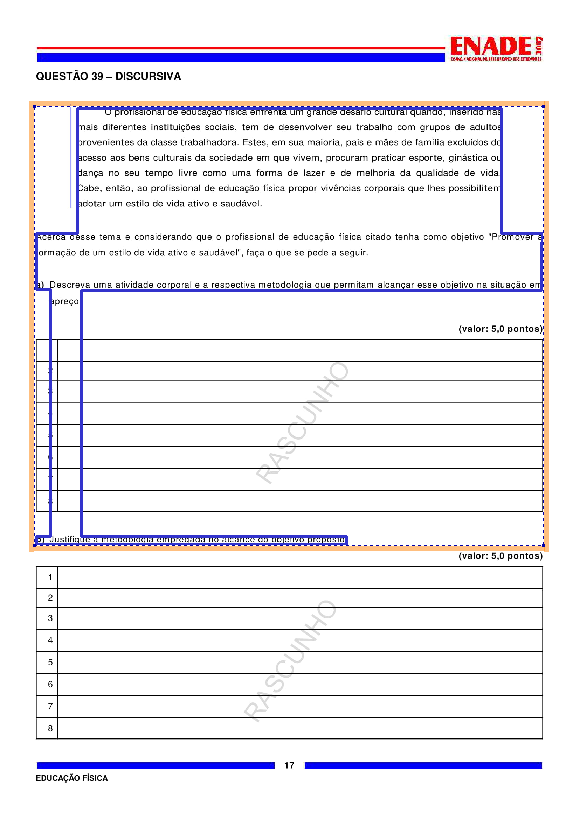 ENADE 2007
EXAME NACIONAL DE DESEMPENHO DOS ESTUDANTES
QUESTÃO 39 – DISCURSIVA
O profissional de educação física enfrenta um grande desafio cultural quando, inserido nas
mais diferentes instituições sociais, tem de desenvolver seu trabalho com grupos de adultos
provenientes da classe trabalhadora. Estes, em sua maioria, pais e mães de família excluídos do
acesso aos bens culturais da sociedade em que vivem, procuram praticar esporte, ginástica ou
dança no seu tempo livre como uma forma de lazer e de melhoria da qualidade de vida.
Cabe, então, ao profissional de educação física propor vivências corporais que lhes possibilitem
adotar um estilo de vida ativo e saudável.
Acerca desse tema e considerando que o profissional de educação física citado tenha como objetivo "Promover a
formação de um estilo de vida ativo e saudável", faça o que se pede a seguir.
a) Descreva uma atividade corporal e a respectiva metodologia que permitam alcançar esse objetivo na situação em
apreço
(valor: 5,0 pontos)
RASCUNHO
b) Justifique a metodologia empregada no alcance do objetivo proposto
(valor: 5,0 pontos)
1
2
3
4
5
6
7
8
RASCUNHO
17
EDUCAÇÃO FÍSICA